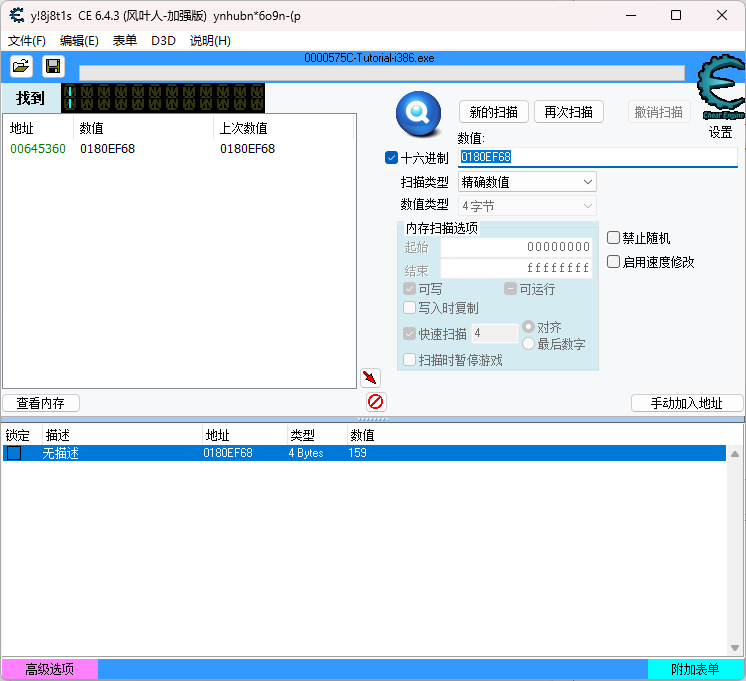 y!8j8t1s CE 6.4.3 (风叶人-加强版) ynhubn*6o9n-(p
文件(F) 编辑(E) 表单 D3D 说明(H)
0000575C-Tutorial-i386.exe
找到 1
地址 数值 上次数值
00645360 0180EF68 0180EF68
新的扫描 再次扫描 撤销扫描
Cheat Engine
设置
数值:
十六进制 0180EF68
扫描类型 精确数值
数值类型 4 字节
内存扫描选项
起始 00000000
结束 ffffffff
可写 可运行
写入时复制
快速扫描 4 对齐
最后数字
扫描时暂停游戏
禁止随机
启用速度修改
查看内存 手动加入地址
锁定 描述 地址 类型 数值
无描述 0180EF68 4 Bytes 159
高级选项 附加表单